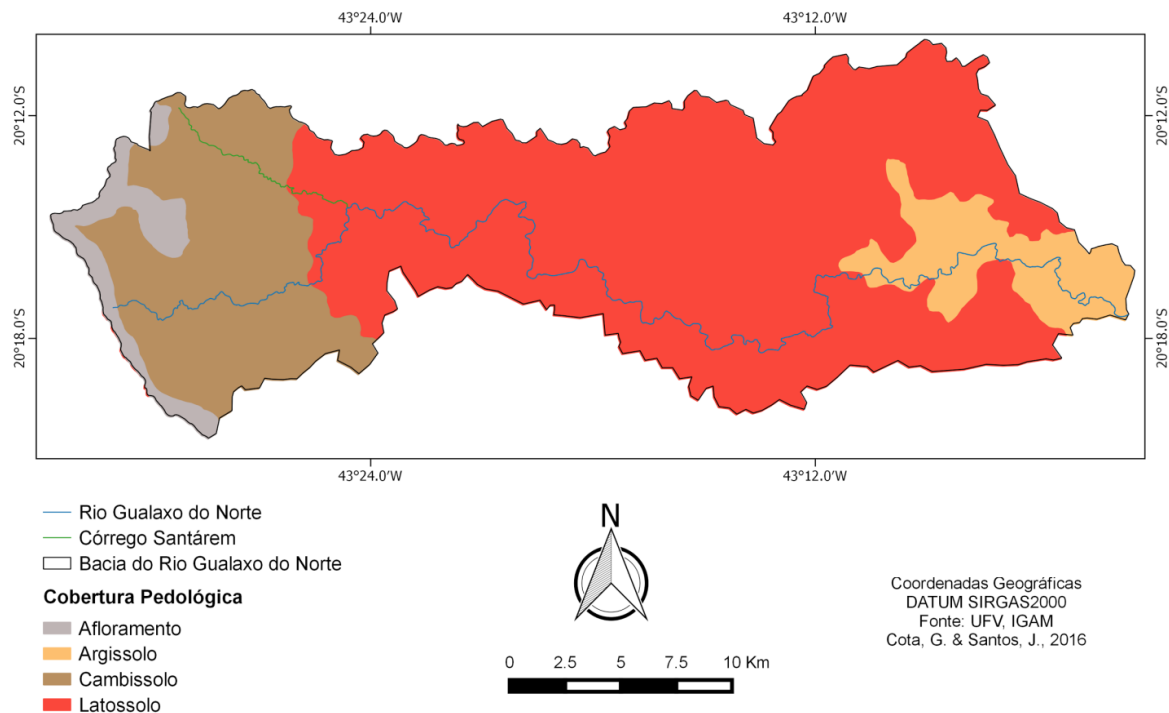 43°24.0'W 43°12.0'W
20°12.0'S 20°12.0'S
20°18.0'S 20°18.0'S
43°24.0'W 43°12.0'W
Rio Gualaxo do Norte
Córrego Santárem
Bacia do Rio Gualaxo do Norte
Cobertura Pedológica
Afloramento
Argissolo
Cambissolo
Latossolo
N
0 2.5 5 7.5 10 Km
Coordenadas Geográficas
DATUM SIRGAS2000
Fonte: UFV, IGAM
Cota, G. & Santos, J., 2016